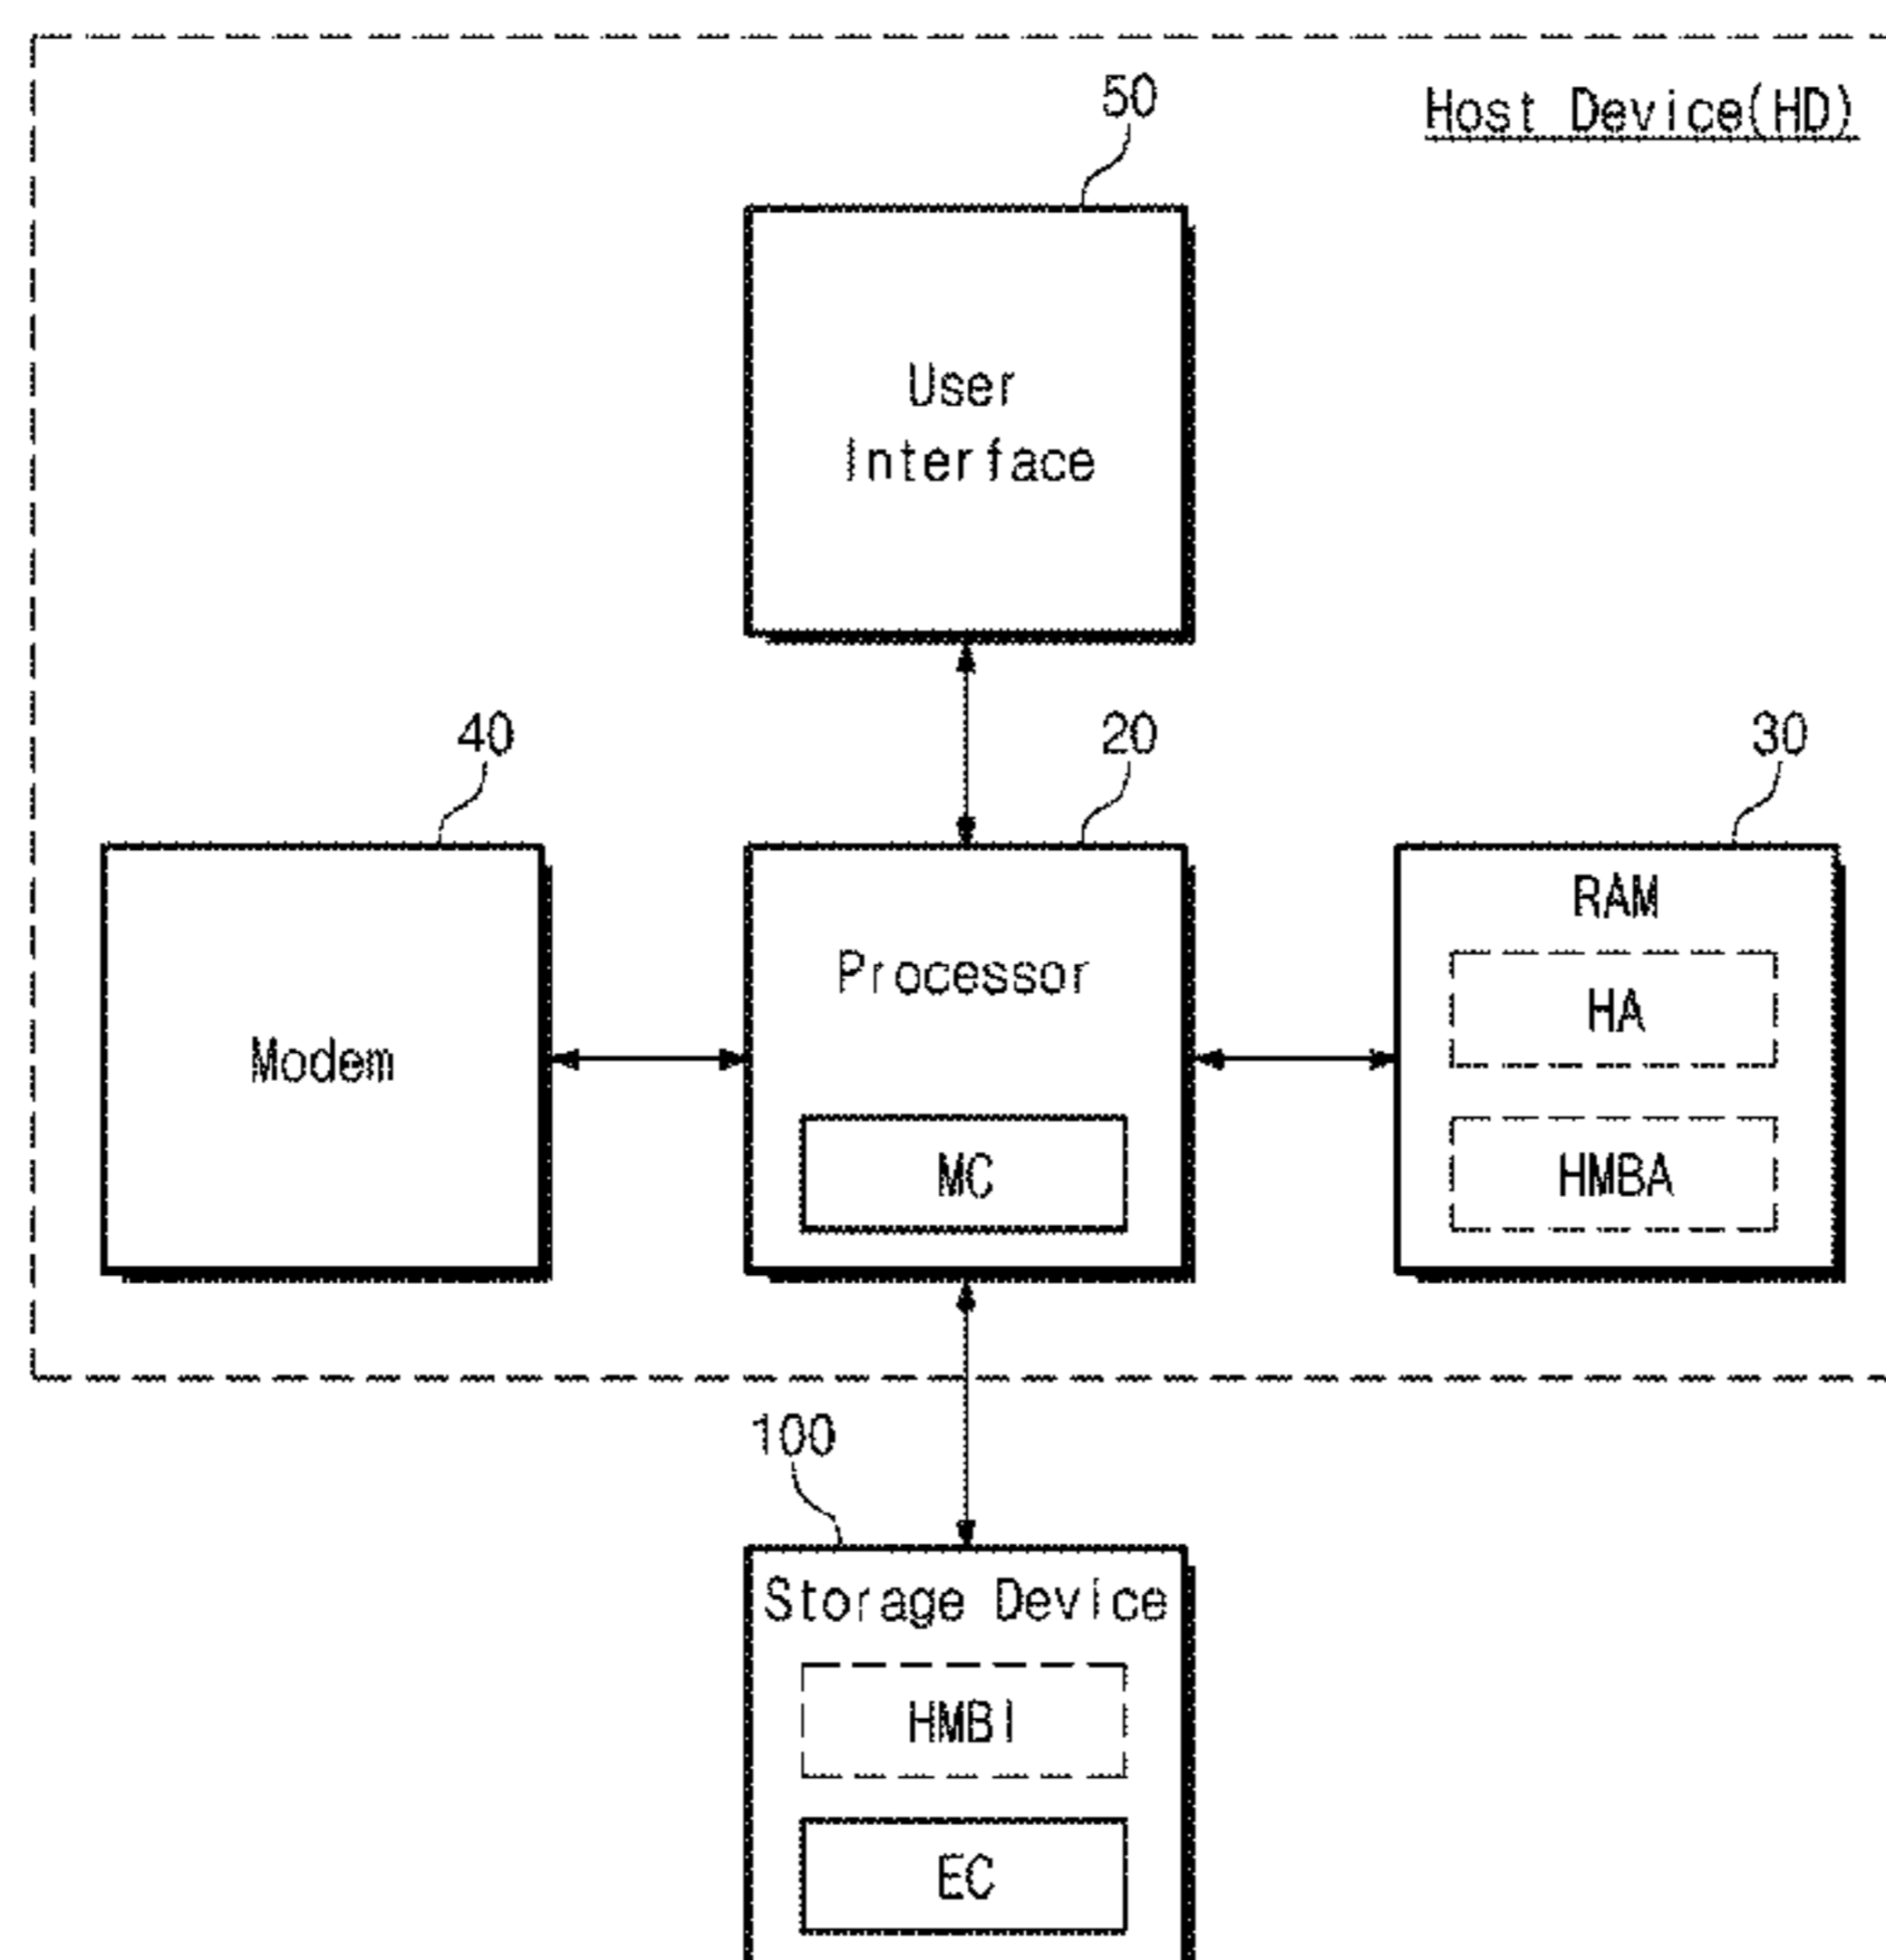 Host Device(HD)
50
User
Interface
40
20
30
Modem
Processor
MC
RAM
HA
HMBA
100
Storage Device
HMBI
EC